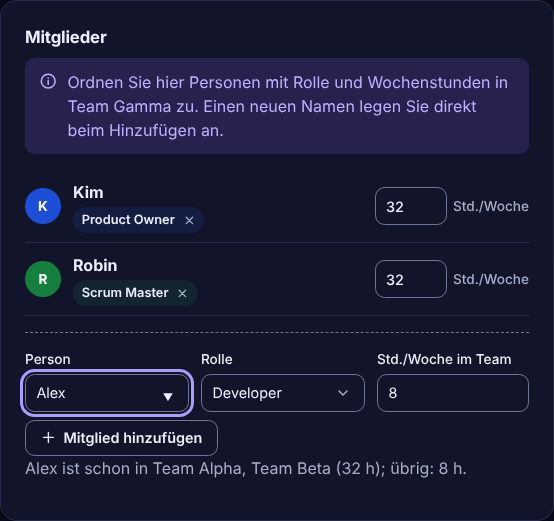 Mitglieder
Ordnen Sie hier Personen mit Rolle und Wochenstunden in
Team Gamma zu. Einen neuen Namen legen Sie direkt
beim Hinzufügen an.
K
Kim
Product Owner ×
32 Std./Woche
R
Robin
Scrum Master ×
32 Std./Woche
Person Rolle Std./Woche im Team
Alex Developer 8
+ Mitglied hinzufügen
Alex ist schon in Team Alpha, Team Beta (32 h); übrig: 8 h.